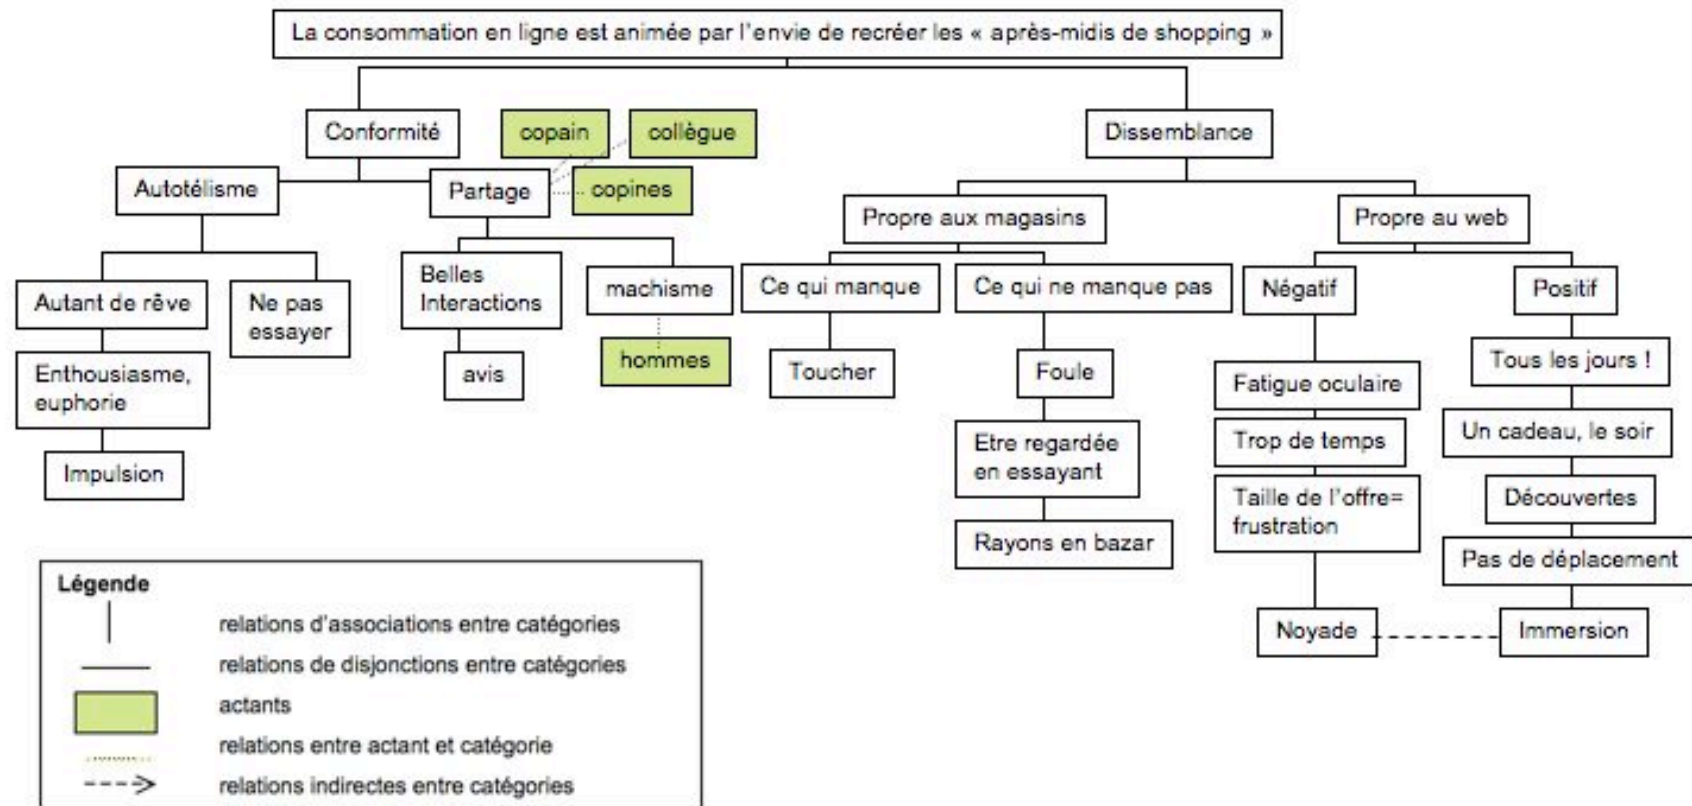 La consommation en ligne est animée par l'envie de recréer les « après-midis de shopping »
Conformité
copain
collègue
Dissemblance
Autotélisme
Partage
copines
Propre aux magasins
Propre au web
Autant de rêve
Ne pas
essayer
Belles
Interactions
machisme
Ce qui manque
Ce qui ne manque pas
Négatif
Positif
Enthousiasme,
euphorie
avis
hommes
Toucher
Foule
Fatigue oculaire
Tous les jours !
Impulsion
Etre regardée
en essayant
Trop de temps
Un cadeau, le soir
Rayons en bazar
Taille de l'offre=
frustration
Découvertes
Pas de déplacement
Noyade
Immersion
Légende
relations d'associations entre catégories
relations de disjonctions entre catégories
actants
relations entre actant et catégorie
relations indirectes entre catégories